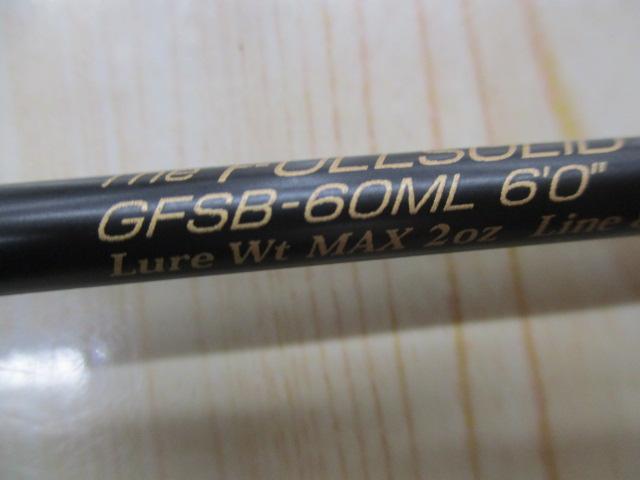 The FULLSOLID
GFSB-60ML 6'0"
Lure Wt MAX 2oz Line